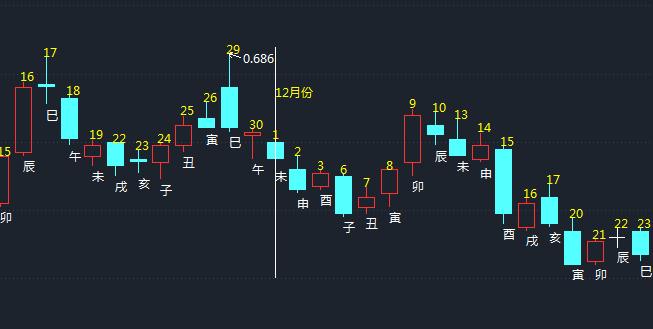 15
卯
16
辰
17
巳
18
午
19
未
22
戌
23
亥
24
子
25
丑
26
寅
29
0.686
巳
30
午
12月份
1
未
2
申
3
酉
6
子
7
丑
8
寅
9
卯
10
辰
13
未
14
申
15
酉
16
戌
17
亥
20
寅
21
卯
22
辰
23
巳